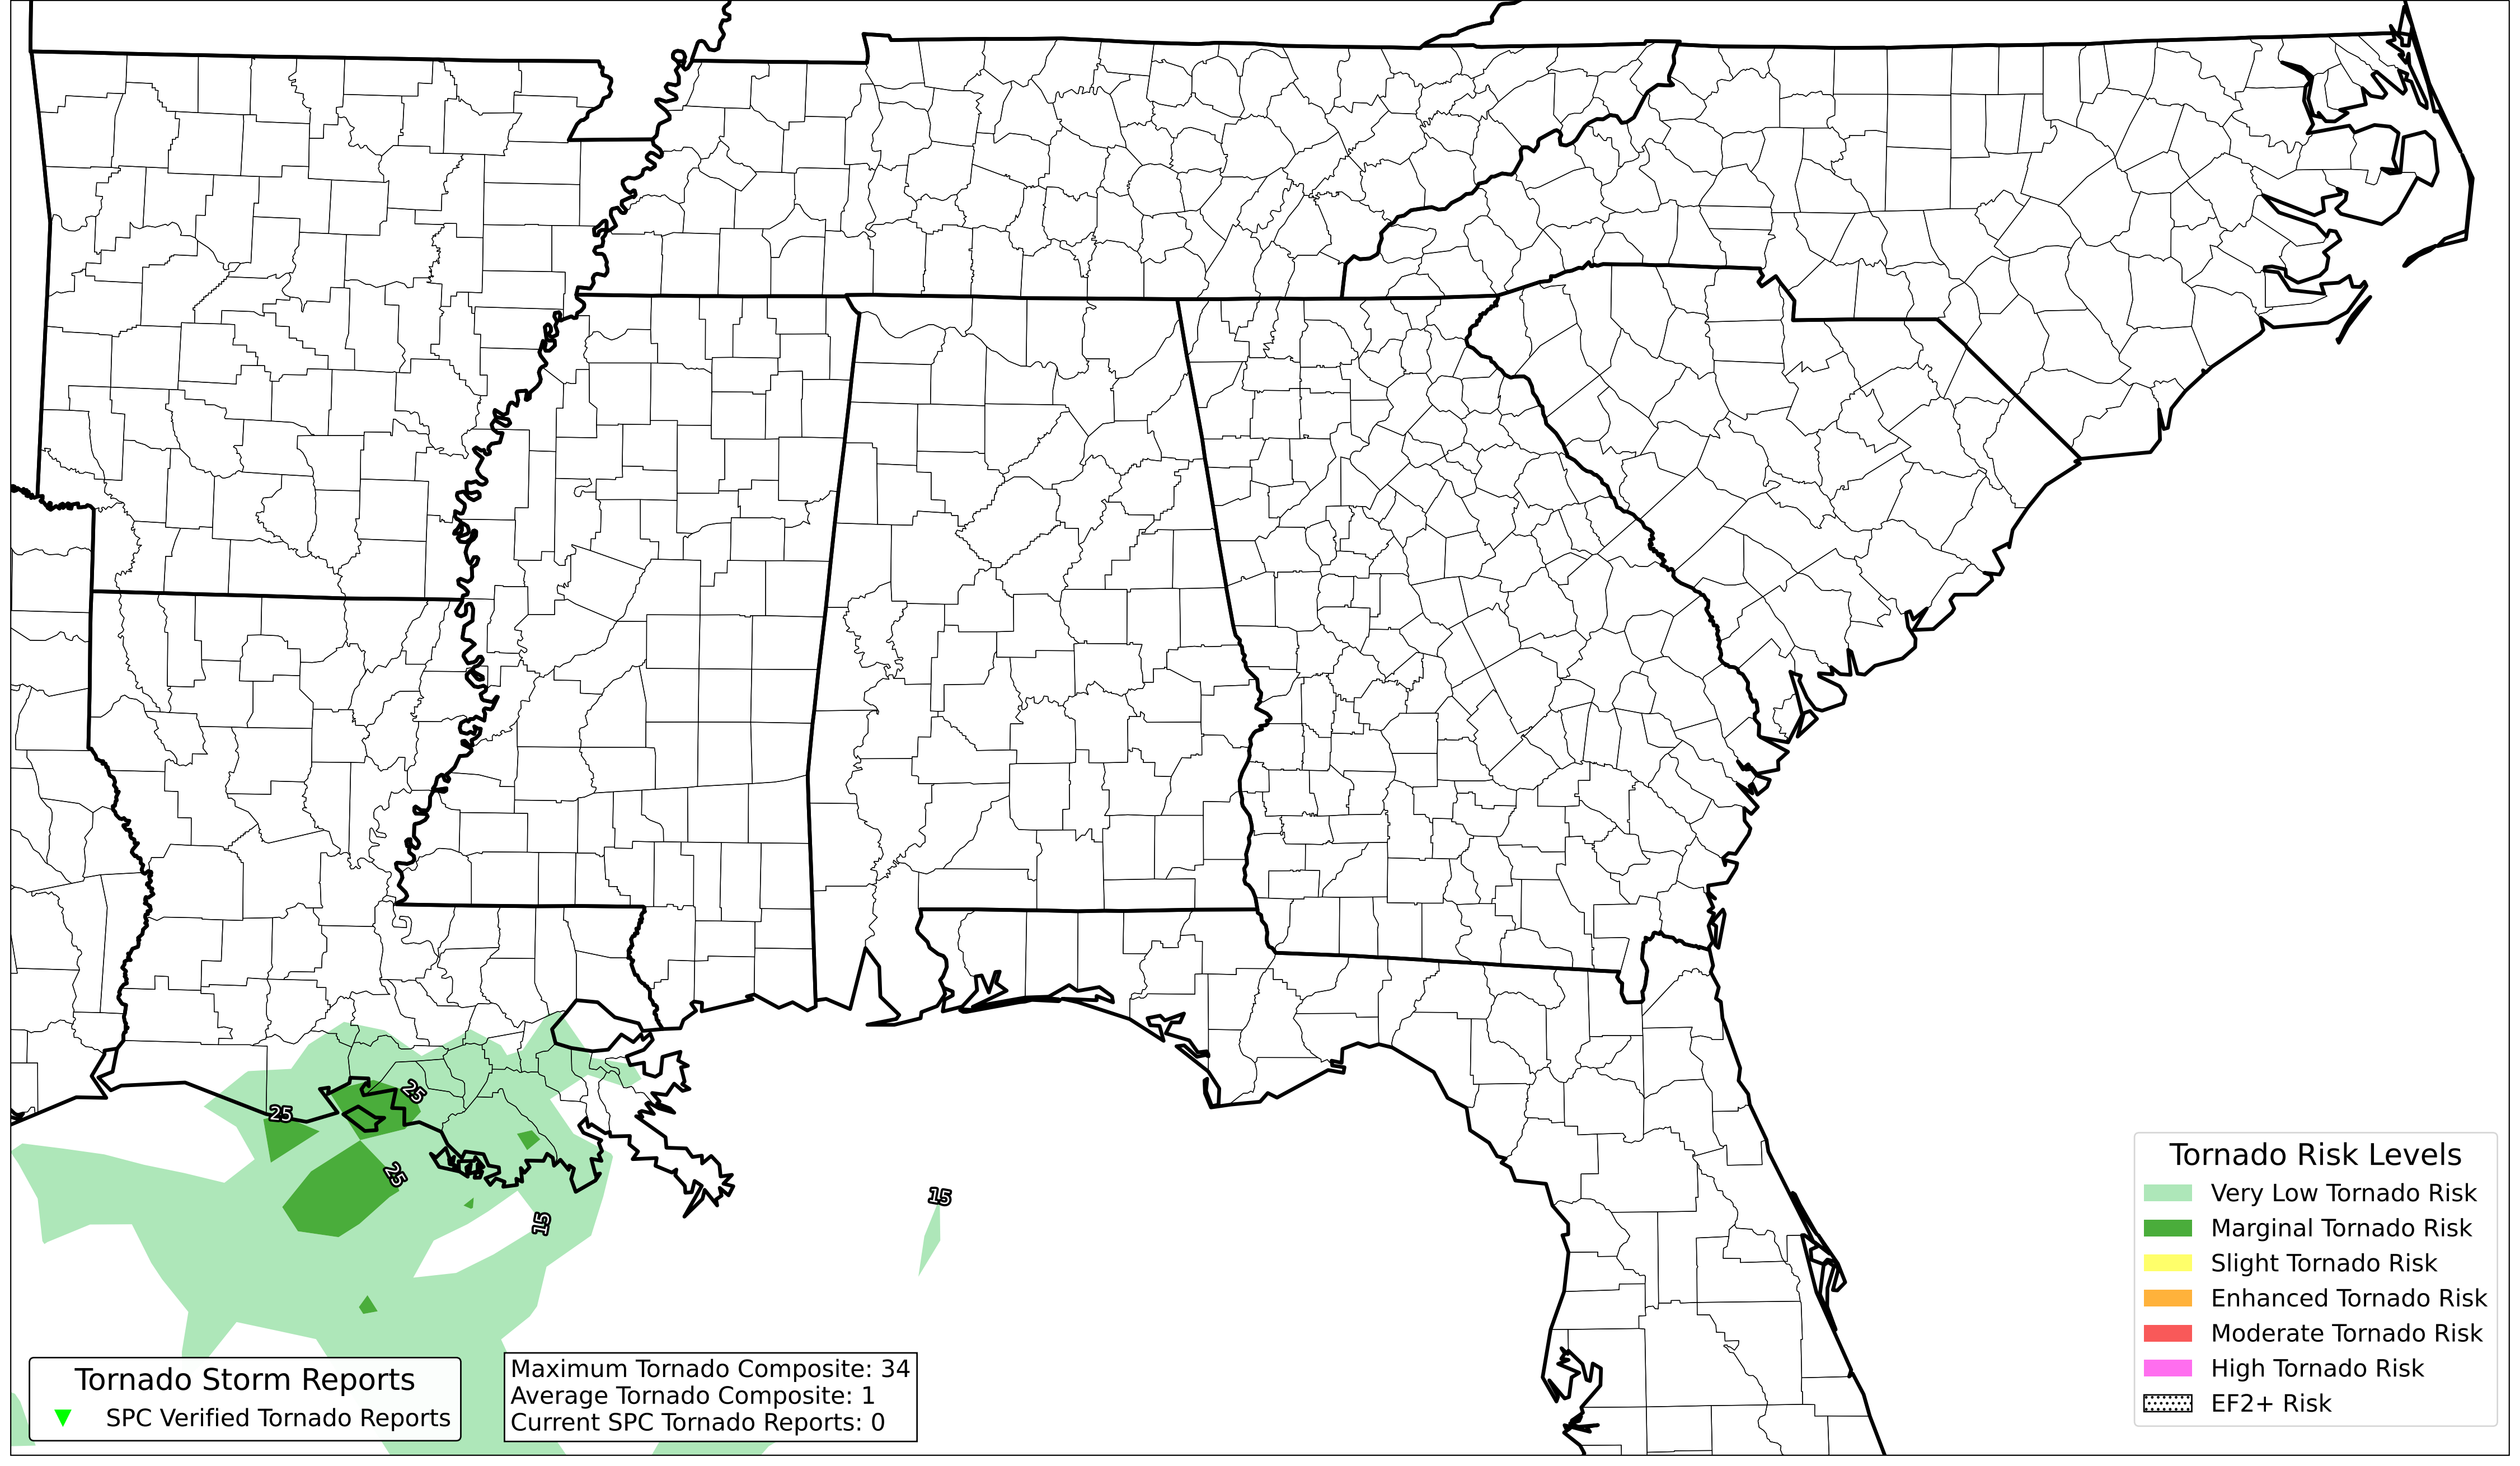 25
25
25
15
15
Tornado Storm Reports
SPC Verified Tornado Reports
Maximum Tornado Composite: 34
Average Tornado Composite: 1
Current SPC Tornado Reports: 0
Tornado Risk Levels
Very Low Tornado Risk
Marginal Tornado Risk
Slight Tornado Risk
Enhanced Tornado Risk
Moderate Tornado Risk
High Tornado Risk
EF2+ Risk